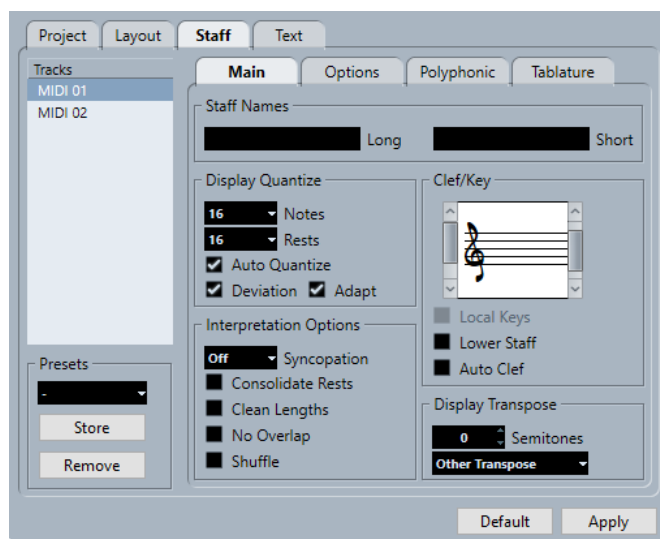 Project Layout Staff Text
Tracks
MIDI 01
MIDI 02
Presets
-
Store
Remove
Main Options Polyphonic Tablature
Staff Names
Long Short
Display Quantize
16 Notes
16 Rests
Auto Quantize
Deviation Adapt
Interpretation Options
Off Syncopation
Consolidate Rests
Clean Lengths
No Overlap
Shuffle
Clef/Key
Local Keys
Lower Staff
Auto Clef
Display Transpose
0 Semitones
Other Transpose
Default Apply